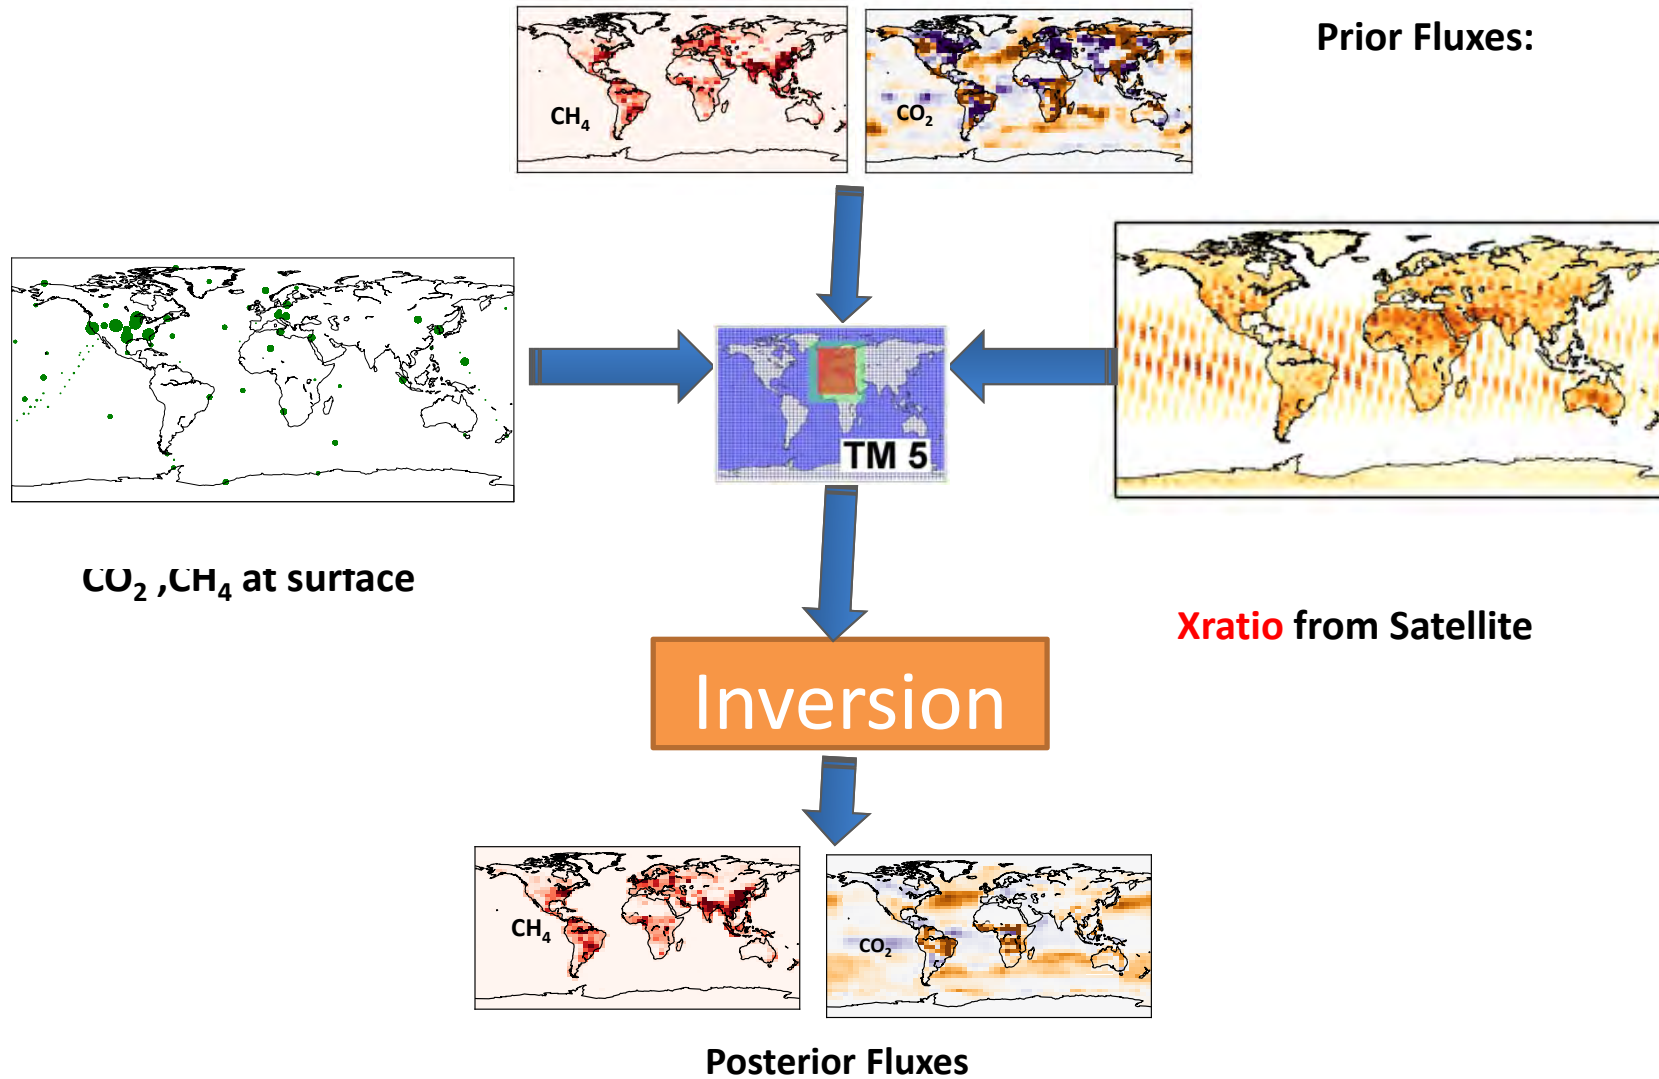 Prior Fluxes:
CH₄
CO₂
TM 5
CO₂ ,CH₄ at surface
Xratio from Satellite
Inversion
CH₄
CO₂
Posterior Fluxes